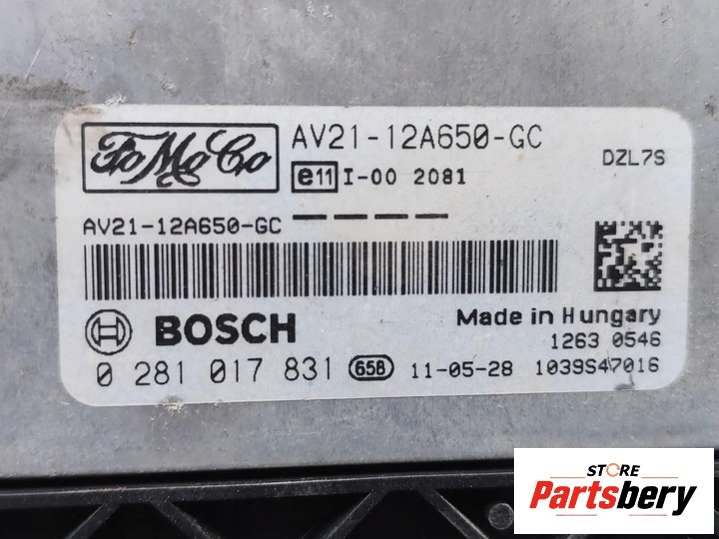 FoMoCo
AV21-12A650-GC
e11 I-00 2081
DZL7S
AV21-12A650-GC
BOSCH
Made in Hungary
1263 0546
0 281 017 831 658 11-05-28 1039S47016
STORE
Partsbery